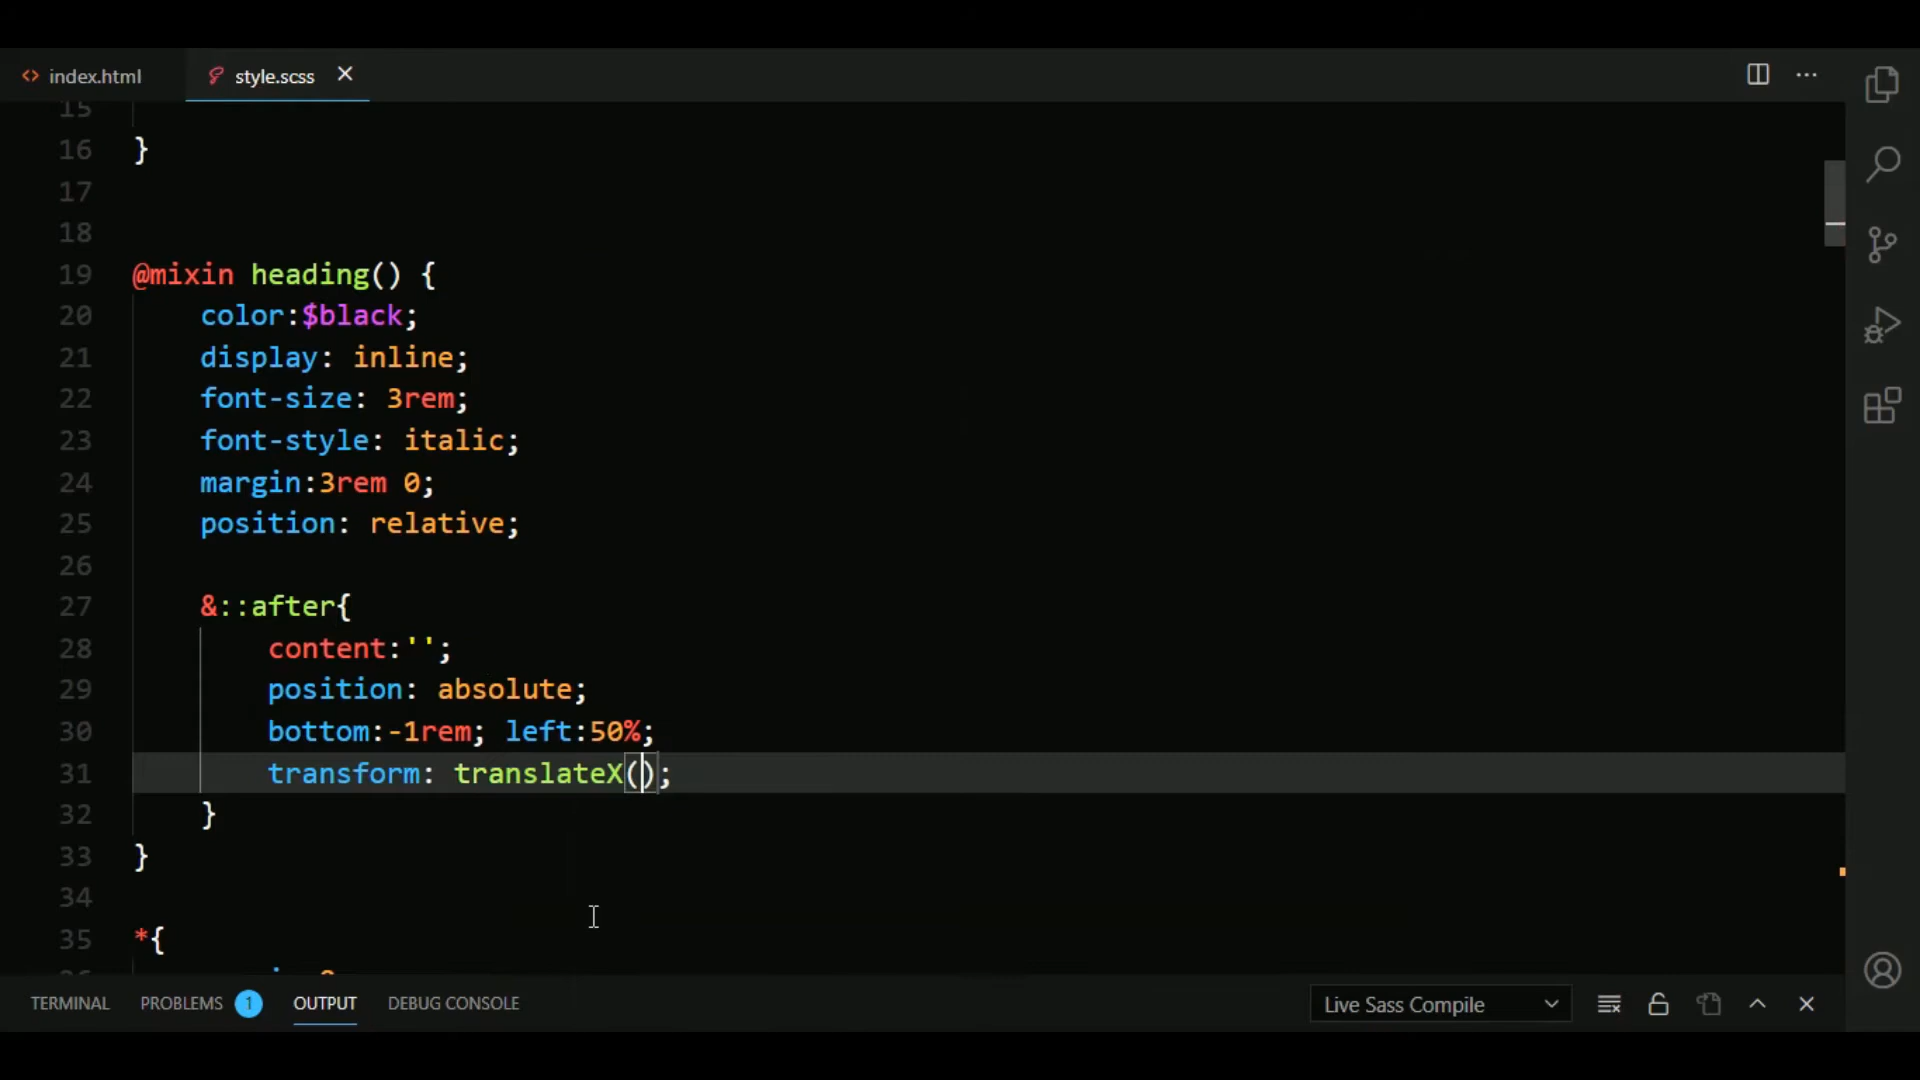 index.html
style.scss
15
16 }
17
18
19 @mixin heading() {
20 color:$black;
21 display: inline;
22 font-size: 3rem;
23 font-style: italic;
24 margin:3rem 0;
25 position: relative;
26
27 &::after{
28 content:'';
29 position: absolute;
30 bottom:-1rem; left:50%;
31 transform: translateX();
32 }
33 }
34
35 *{
TERMINAL PROBLEMS 1 OUTPUT DEBUG CONSOLE Live Sass Compile